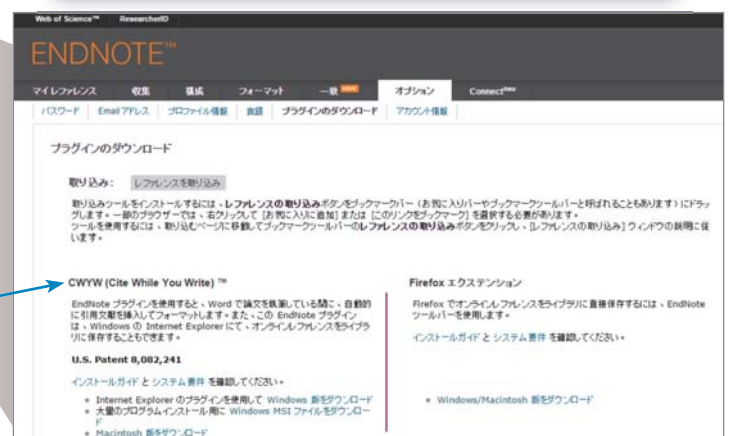 Web of Science™ ResearcherID
ENDNOTE™
マイレファレンス 収集 構成 フォーマット 一致 オプション Connect
パスワード Email アドレス プロファイル情報 言語 プラグインのダウンロード アカウント情報
プラグインのダウンロード
取り込み： レファレンスを取り込み
取り込みツールをインストールするには、レファレンスの取り込みボタンをブックマークバー（お気に入りバーやブックマークツールバーと呼ばれることもあります）にドラッ
グします。一部のブラウザーでは、右クリックして [お気に入りに追加] または [このリンクをブックマーク] を選択する必要があります。
ツールを使用するには、取り込むページに移動してブックマークツールバーのレファレンスの取り込みボタンをクリックし、[レファレンスの取り込み] ウィンドウの説明に従
います。
CWYW (Cite While You Write) ™
EndNote プラグインを使用すると、Word で論文を執筆している間に、自動的
に引用文献を挿入してフォーマットします。また、この EndNote プラグイン
は、Windows の Internet Explorer にて、オンラインレファレンスをライブラ
リに保存することもできます。
U.S. Patent 8,082,241
インストールガイド と システム要件 を確認してください。
Internet Explorer のプラグインを使用して Windows 版をダウンロード
大量のプログラムインストール用に Windows MSI ファイルをダウンロー
ド
Macintosh 版をダウンロード
Firefox エクステンション
Firefox でオンラインレファレンスをライブラリに直接保存するには、EndNote
ツールバーを使用します。
インストールガイド と システム要件 を確認してください。
Windows/Macintosh 版をダウンロード